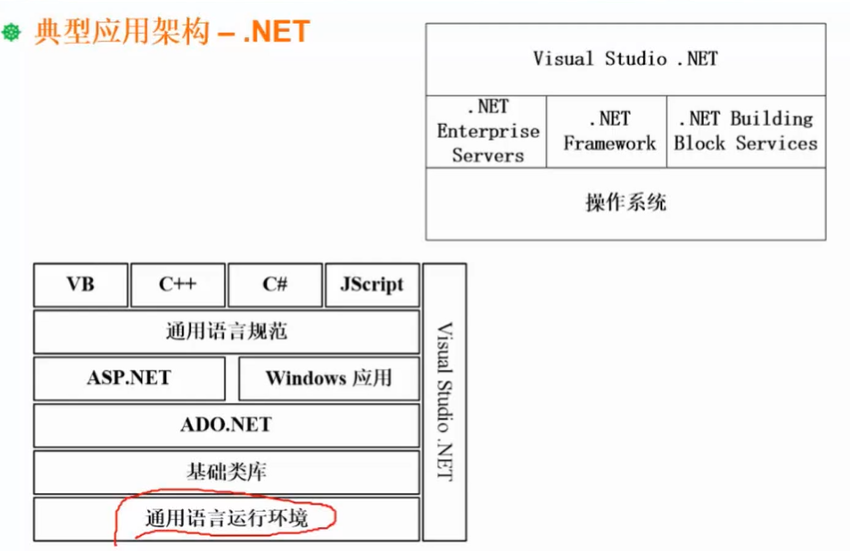 典型应用架构 – .NET
Visual Studio .NET
.NET
Enterprise
Servers
.NET
Framework
.NET Building
Block Services
操作系统
VB
C++
C#
JScript
通用语言规范
ASP.NET
Windows 应用
ADO.NET
基础类库
通用语言运行环境
Visual Studio .NET